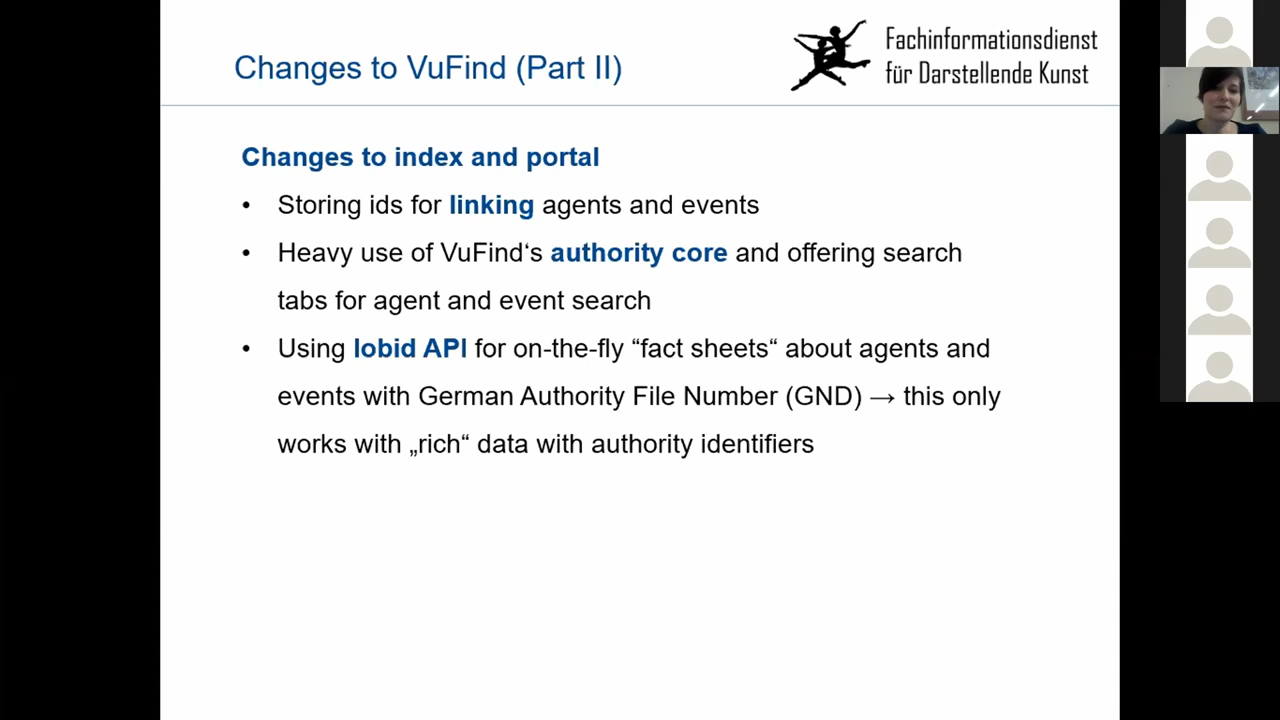 Changes to VuFind (Part II)
Fachinformationsdienst
für Darstellende Kunst
Changes to index and portal
• Storing ids for linking agents and events
• Heavy use of VuFind‘s authority core and offering search
tabs for agent and event search
• Using lobid API for on-the-fly “fact sheets“ about agents and
events with German Authority File Number (GND) → this only
works with „rich“ data with authority identifiers